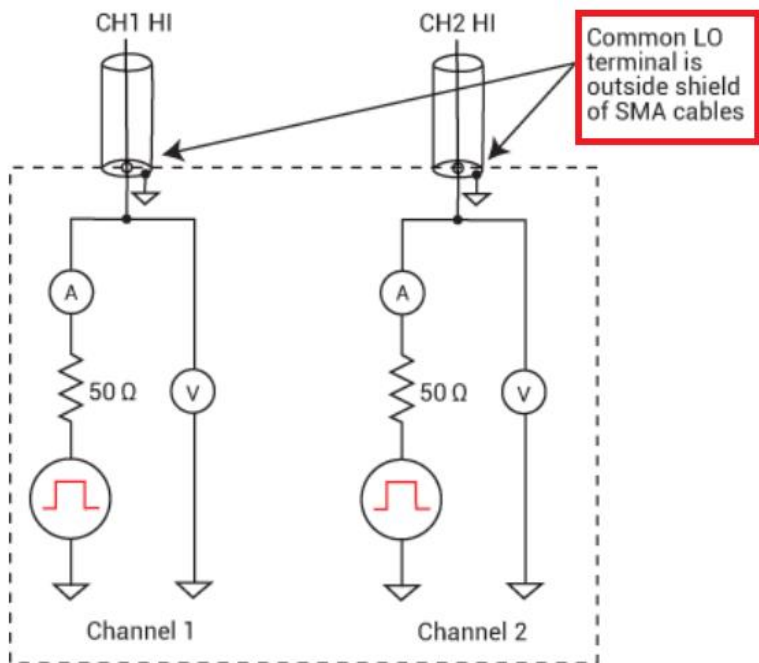 CH1 HI
CH2 HI
Common LO
terminal is
outside shield
of SMA cables
A
A
50 Ω
V
50 Ω
V
Channel 1
Channel 2